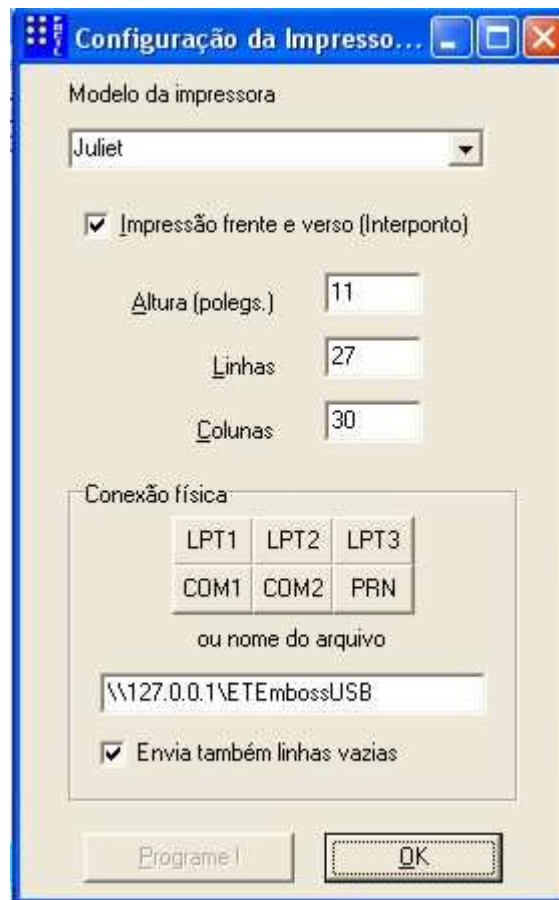 Configuração da Impresso...
Modelo da impressora
Juliet
Impressão frente e verso (Interponto)
Altura (polegs.) 11
Linhas 27
Colunas 30
Conexão física
LPT1 LPT2 LPT3
COM1 COM2 PRN
ou nome do arquivo
\\127.0.0.1\ETEmbossUSB
Envia também linhas vazias
Programe ! OK